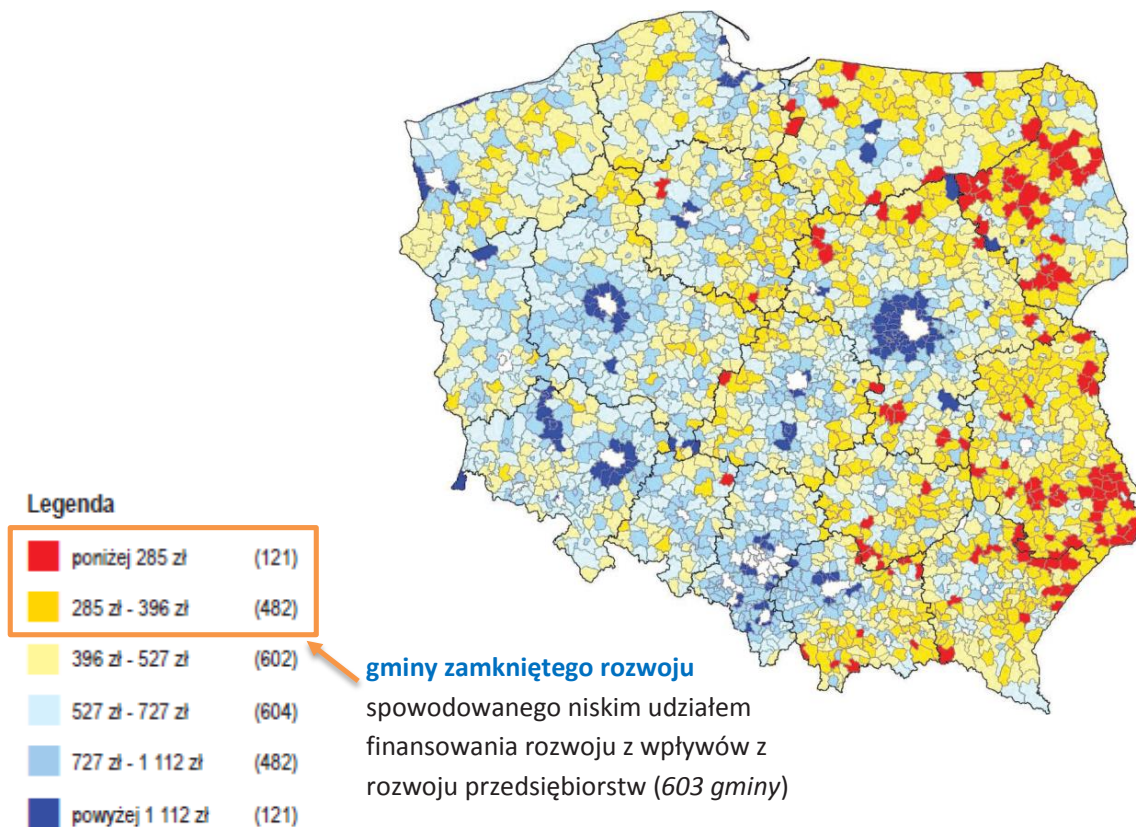 Legenda
poniżej 285 zł (121)
285 zł - 396 zł (482)
396 zł - 527 zł (602)
527 zł - 727 zł (604)
727 zł - 1 112 zł (482)
powyżej 1 112 zł (121)
gminy zamkniętego rozwoju
spowodowanego niskim udziałem
finansowania rozwoju z wpływów z
rozwoju przedsiębiorstw (603 gminy)